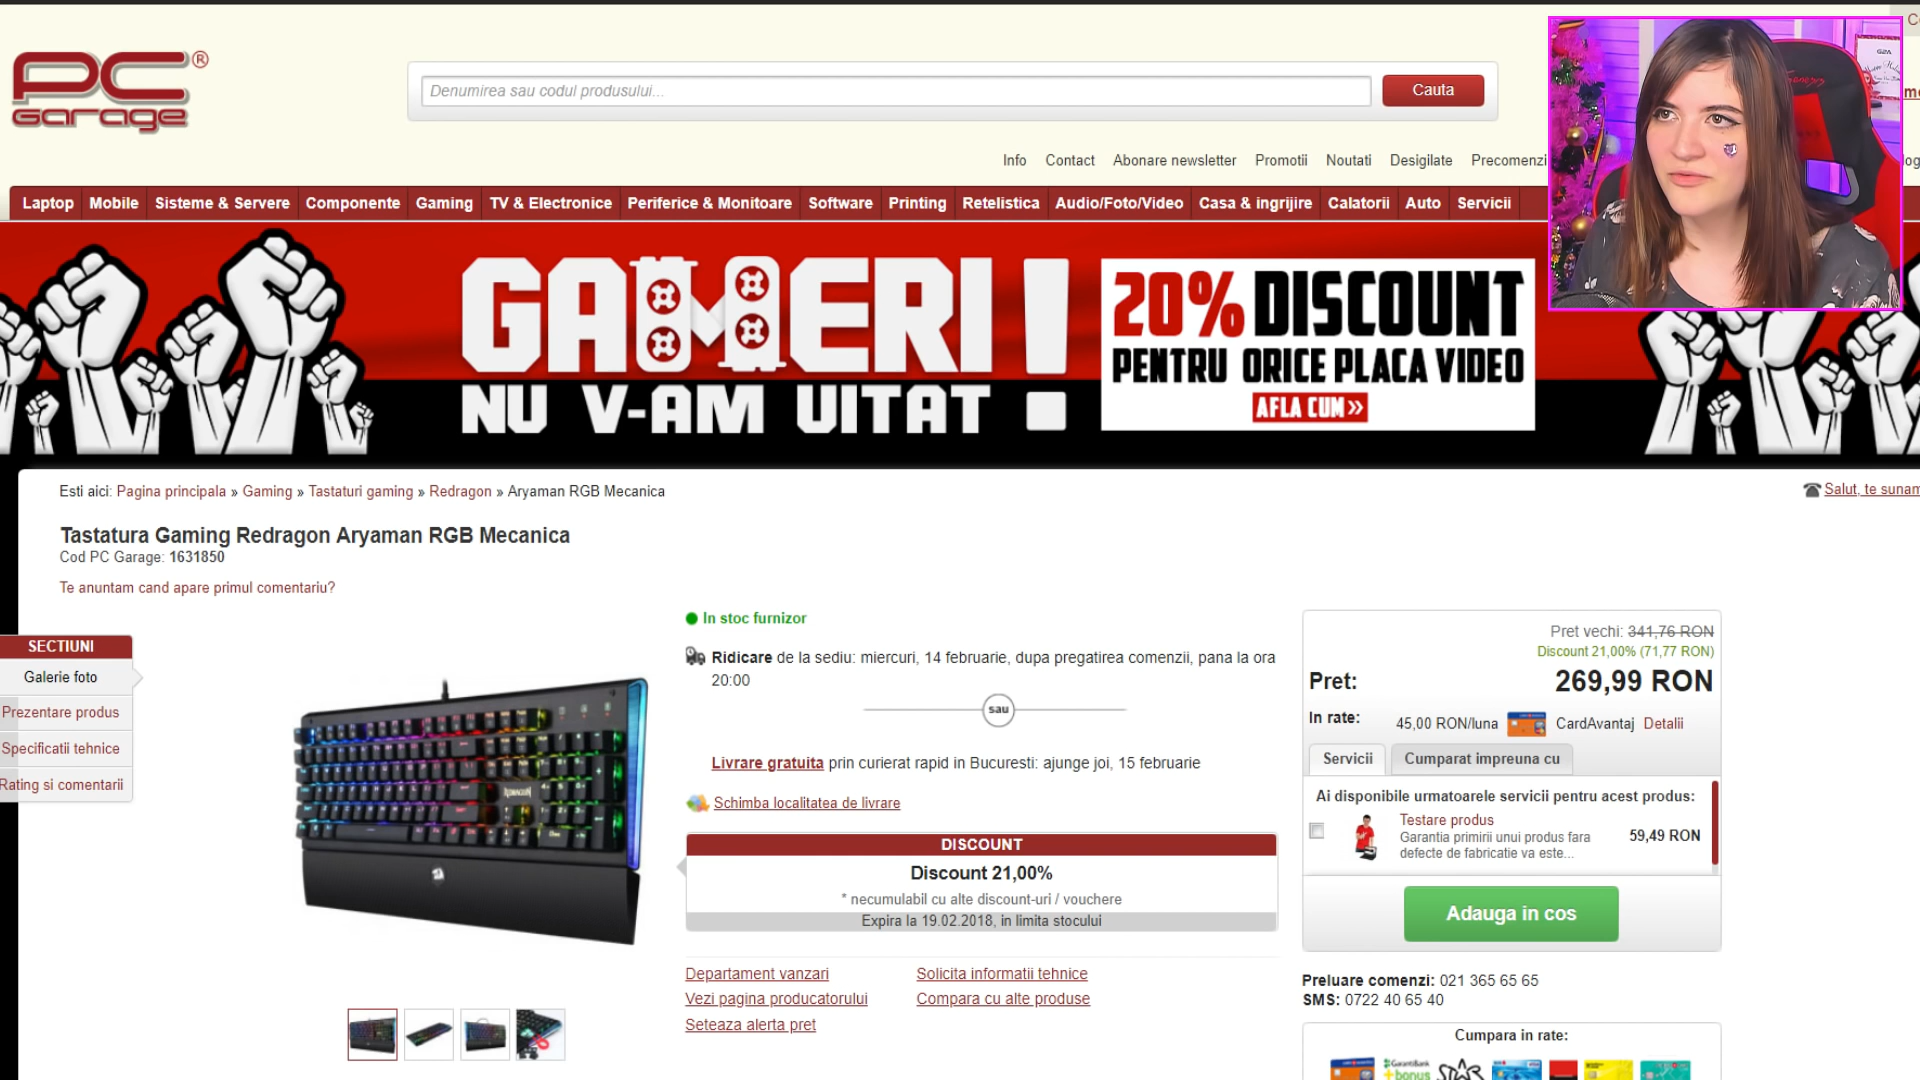 PC®
Garage
Denumirea sau codul produsului...
Cauta
Info Contact Abonare newsletter Promotii Noutati Desigilate Precomenzi
Laptop Mobile Sisteme & Servere Componente Gaming TV & Electronice Periferice & Monitoare Software Printing Retelistica Audio/Foto/Video Casa & ingrijire Calatorii Auto Servicii
GAMERI!
NU V-AM UITAT
20% DISCOUNT
PENTRU ORICE PLACA VIDEO
AFLA CUM»
Esti aici: Pagina principala » Gaming » Tastaturi gaming » Redragon » Aryaman RGB Mecanica
Salut, te sunam
Tastatura Gaming Redragon Aryaman RGB Mecanica
Cod PC Garage: 1631850
Te anuntam cand apare primul comentariu?
SECTIUNI
Galerie foto
Prezentare produs
Specificatii tehnice
Rating si comentarii
REDRAGON
In stoc furnizor
Ridicare de la sediu: miercuri, 14 februarie, dupa pregatirea comenzii, pana la ora
20:00
sau
Livrare gratuita prin curierat rapid in Bucuresti: ajunge joi, 15 februarie
Schimba localitatea de livrare
DISCOUNT
Discount 21,00%
* necumulabil cu alte discount-uri / vouchere
Expira la 19.02.2018, in limita stocului
Departament vanzari Solicita informatii tehnice
Vezi pagina producatorului Compara cu alte produse
Seteaza alerta pret
Pret vechi: 341,76 RON
Discount 21,00% (71,77 RON)
Pret: 269,99 RON
In rate: 45,00 RON/luna CardAvantaj Detalii
Servicii Cumparat impreuna cu
Ai disponibile urmatoarele servicii pentru acest produs:
Testare produs
Garantia primirii unui produs fara
defecte de fabricatie va este...
59,49 RON
Adauga in cos
Preluare comenzi: 021 365 65 65
SMS: 0722 40 65 40
Cumpara in rate:
GarantiBank
+bonus
STAR